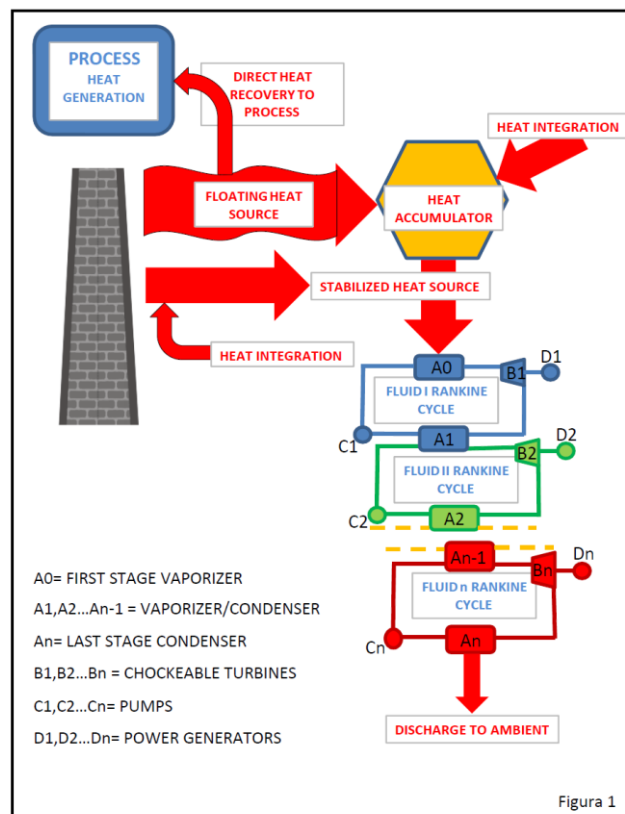 PROCESS
HEAT
GENERATION
DIRECT HEAT
RECOVERY TO
PROCESS
HEAT INTEGRATION
FLOATING HEAT
SOURCE
HEAT
ACCUMULATOR
STABILIZED HEAT SOURCE
HEAT INTEGRATION
A0
B1
D1
FLUID I RANKINE
CYCLE
C1
A1
B2
D2
FLUID II RANKINE
CYCLE
C2
A2
An-1
Bn
Dn
FLUID n RANKINE
CYCLE
Cn
An
DISCHARGE TO AMBIENT
A0= FIRST STAGE VAPORIZER
A1,A2...An-1 = VAPORIZER/CONDENSER
An= LAST STAGE CONDENSER
B1,B2...Bn = CHOCKEABLE TURBINES
C1,C2...Cn= PUMPS
D1,D2...Dn= POWER GENERATORS
Figura 1